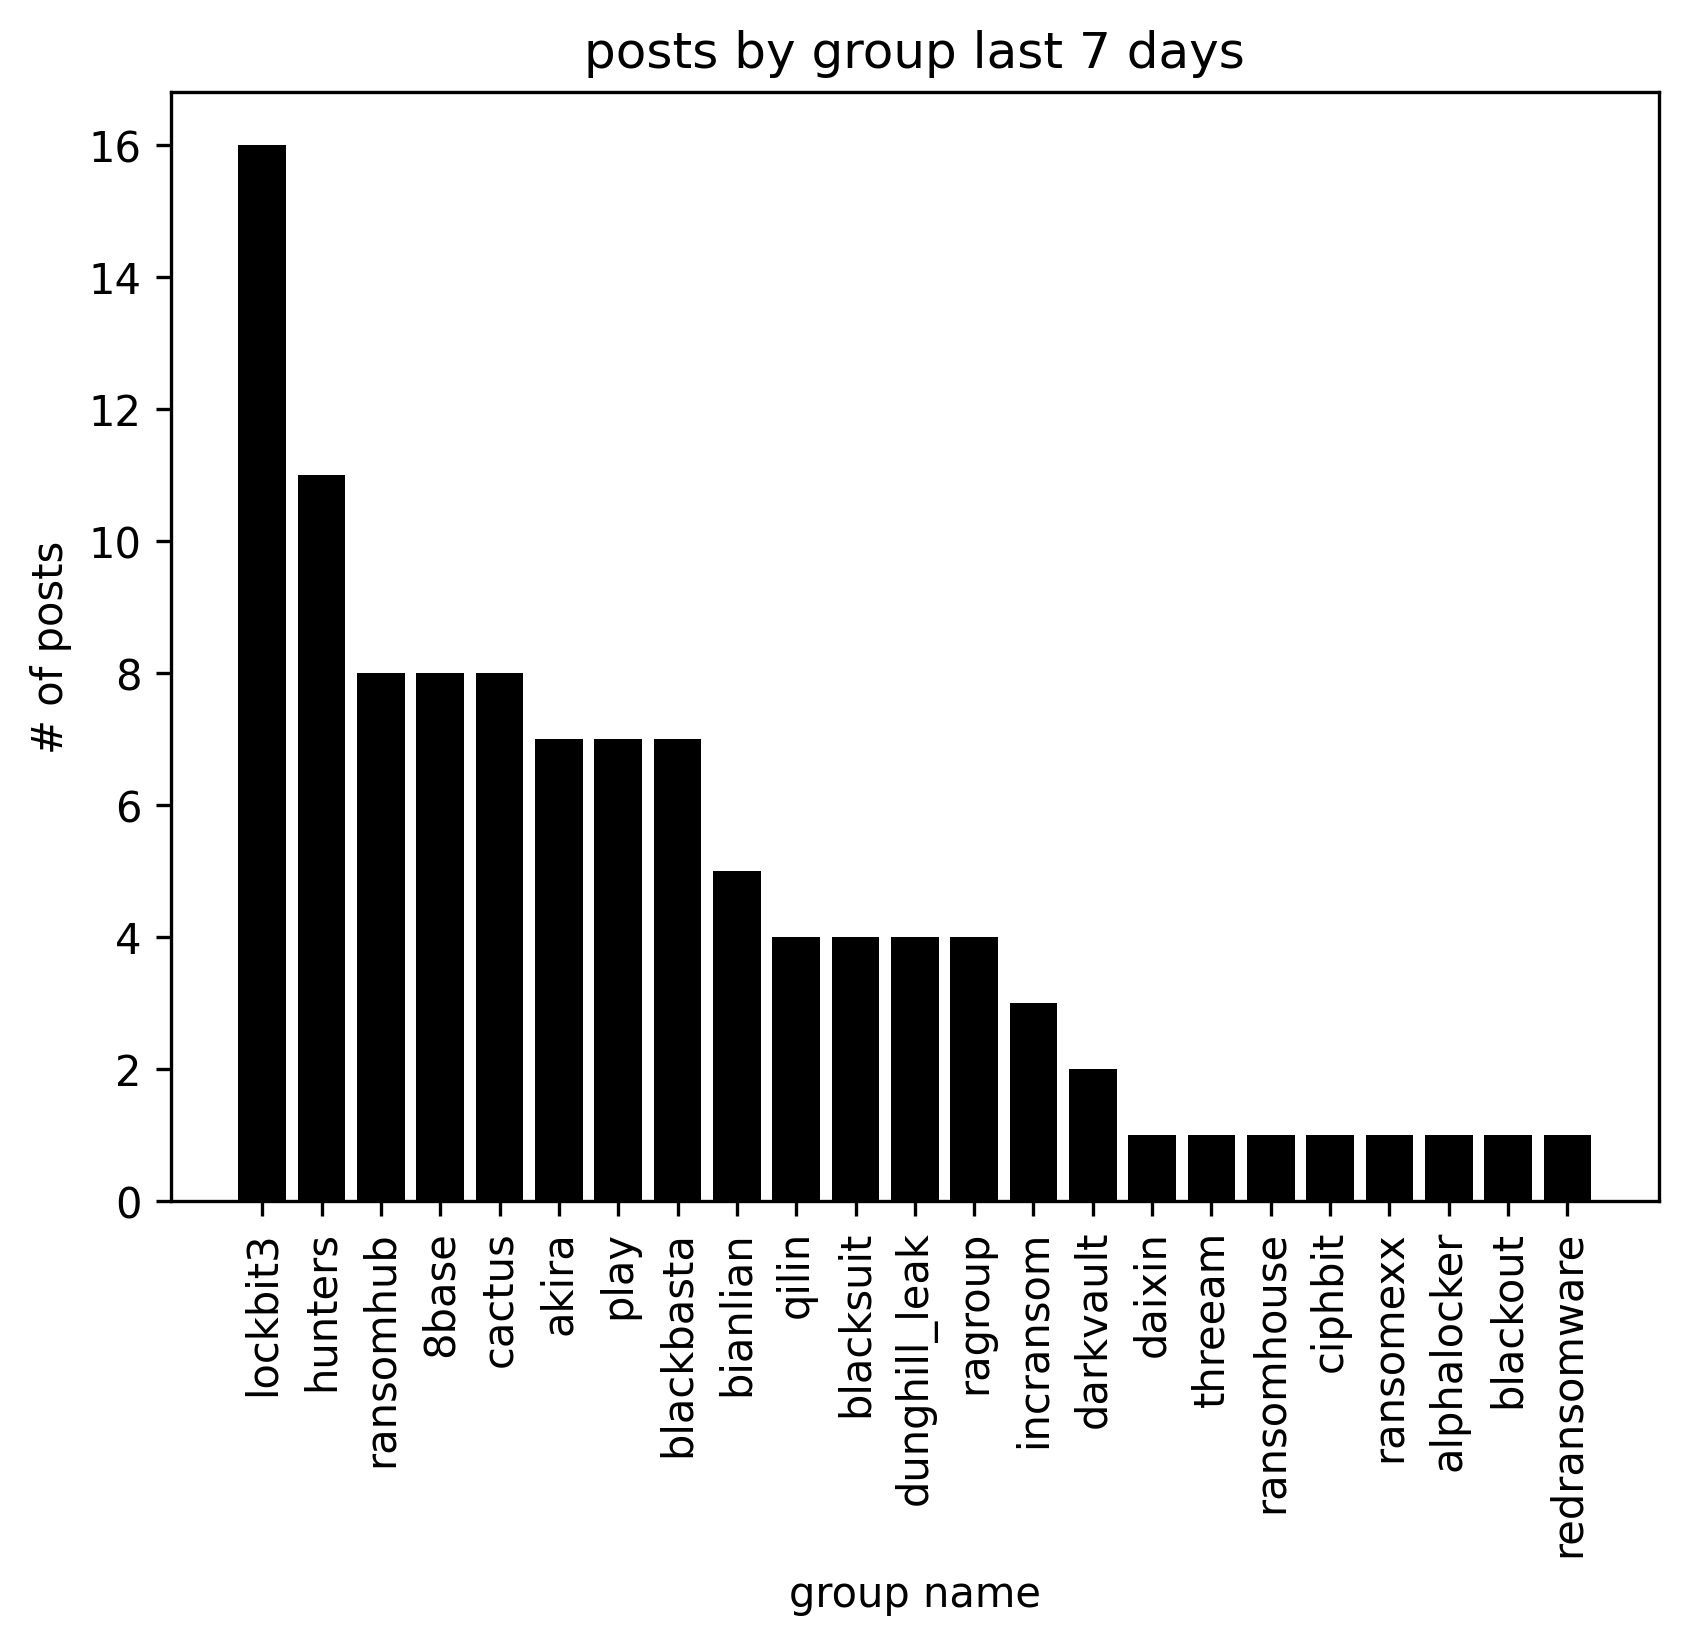 posts by group last 7 days
# of posts
16
14
12
10
8
6
4
2
0
lockbit3
hunters
ransomhub
8base
cactus
akira
play
blackbasta
bianlian
qilin
blacksuit
dunghill_leak
ragroup
incransom
darkvault
daixin
threeam
ransomhouse
ciphbit
ransomexx
alphalocker
blackout
redransomware
group name